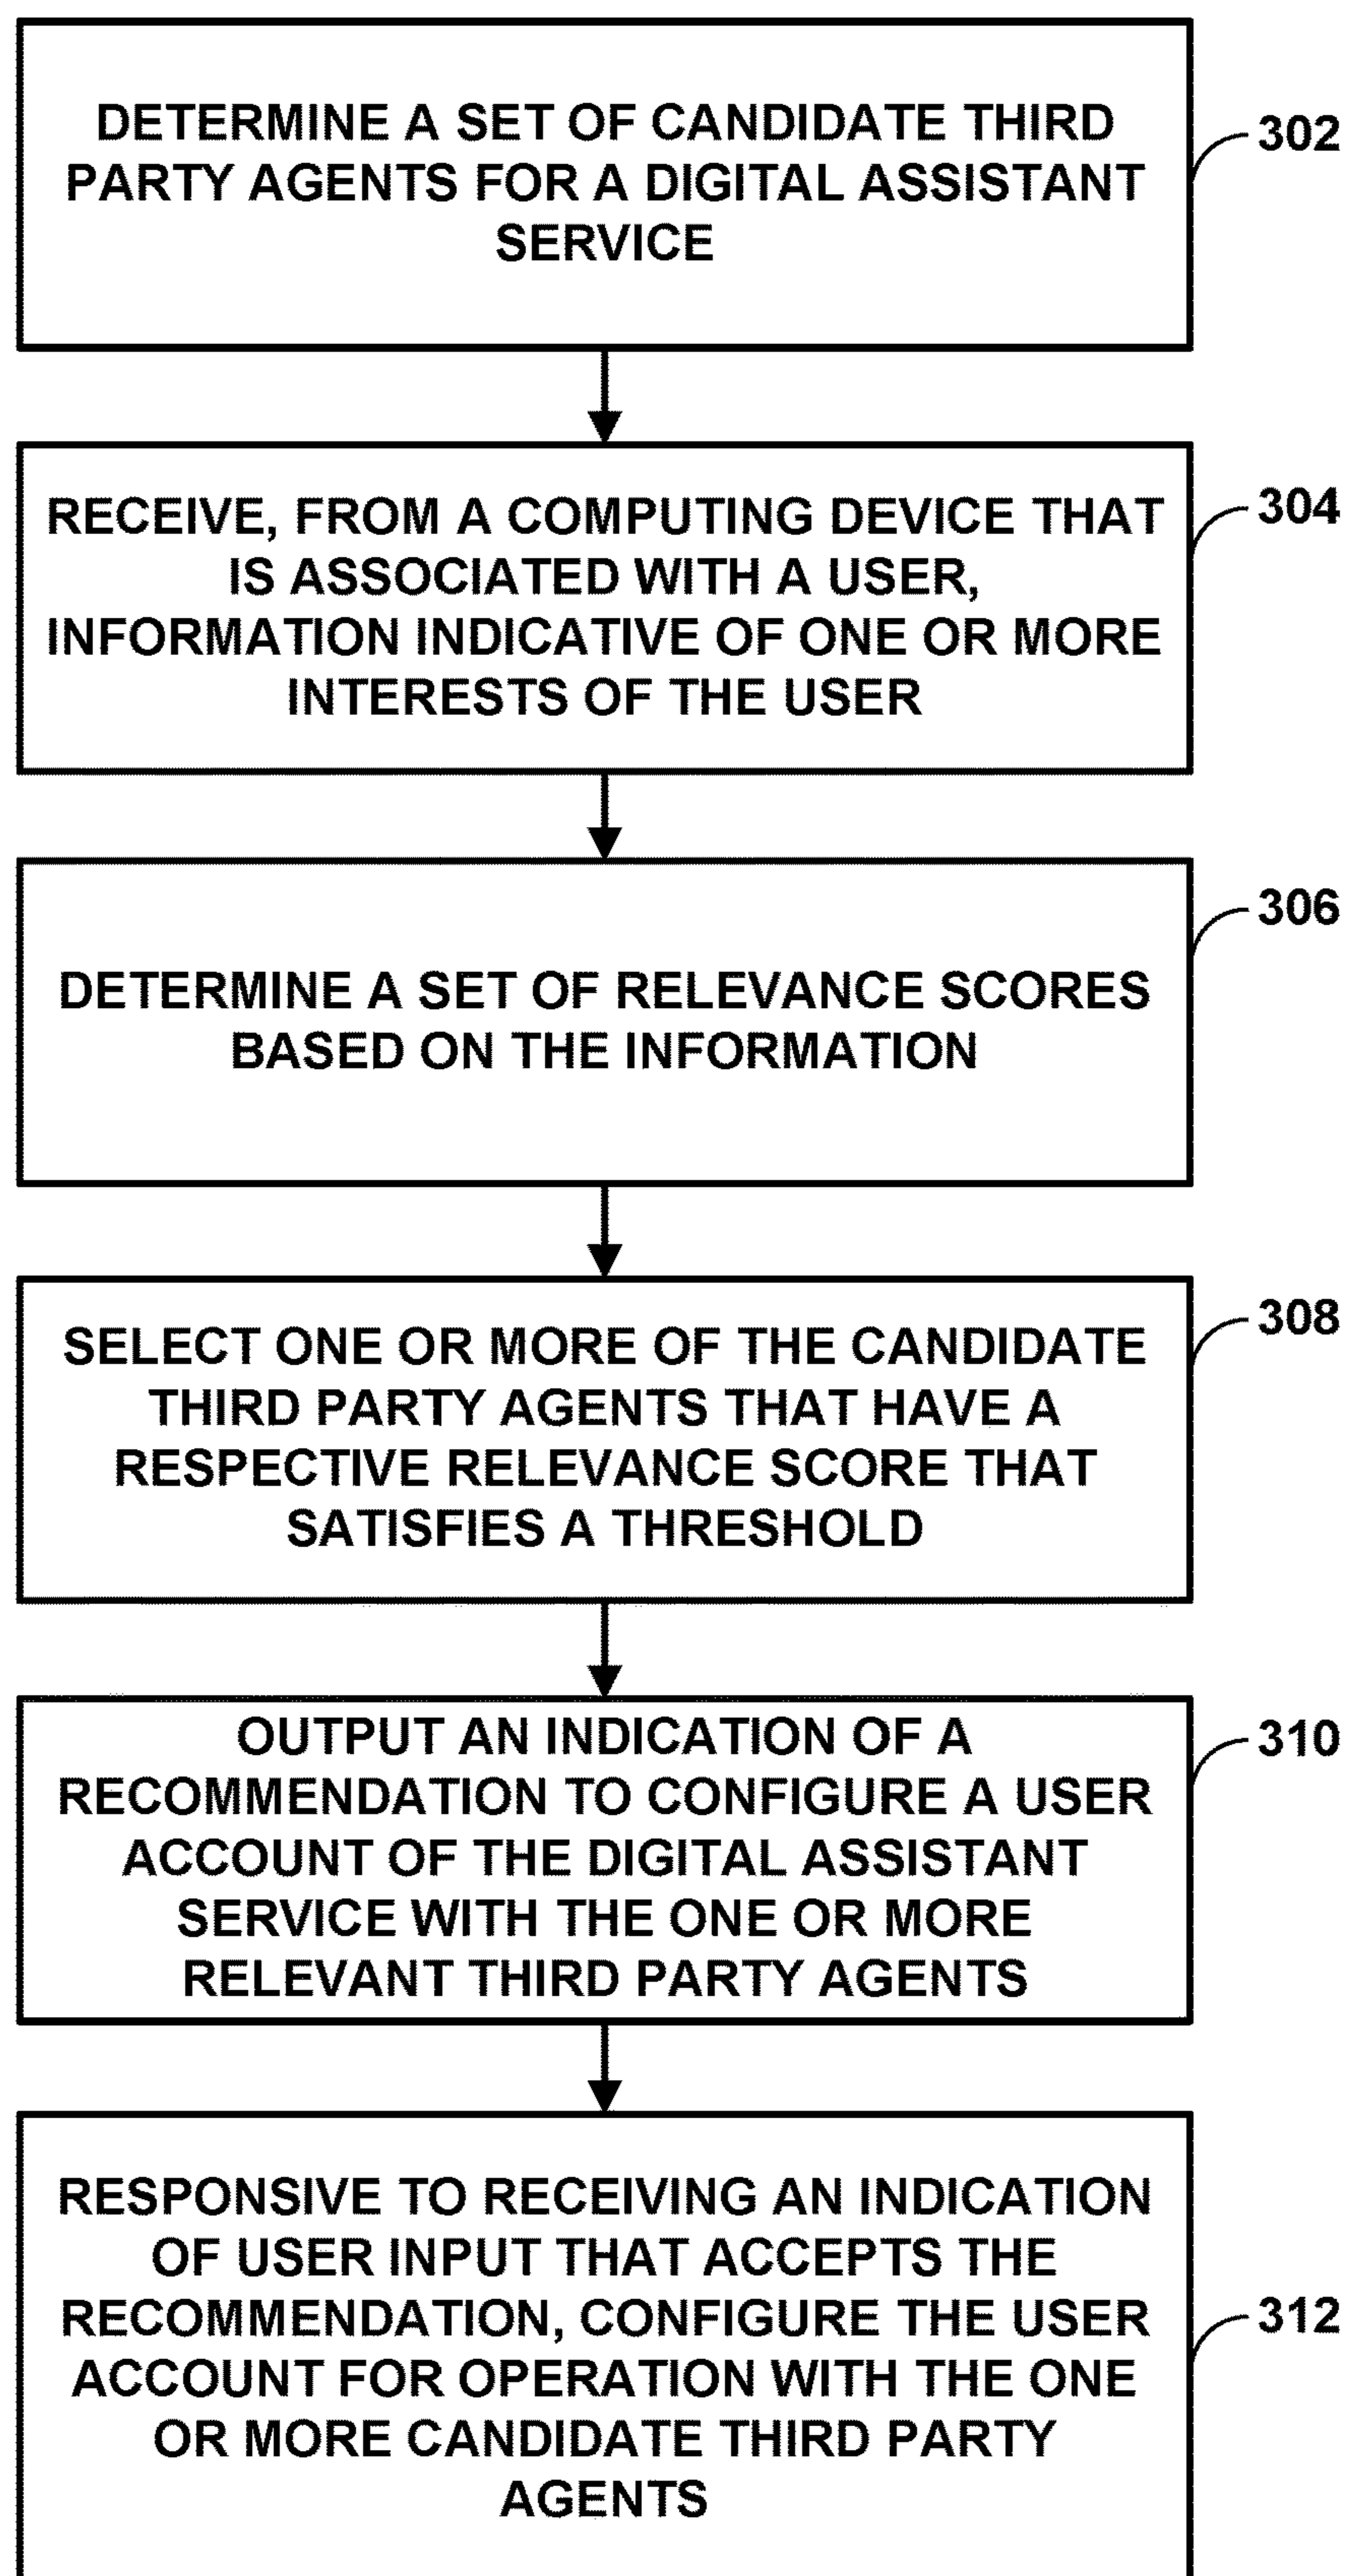 DETERMINE A SET OF CANDIDATE THIRD
PARTY AGENTS FOR A DIGITAL ASSISTANT
SERVICE
302
RECEIVE, FROM A COMPUTING DEVICE THAT
IS ASSOCIATED WITH A USER,
INFORMATION INDICATIVE OF ONE OR MORE
INTERESTS OF THE USER
304
DETERMINE A SET OF RELEVANCE SCORES
BASED ON THE INFORMATION
306
SELECT ONE OR MORE OF THE CANDIDATE
THIRD PARTY AGENTS THAT HAVE A
RESPECTIVE RELEVANCE SCORE THAT
SATISFIES A THRESHOLD
308
OUTPUT AN INDICATION OF A
RECOMMENDATION TO CONFIGURE A USER
ACCOUNT OF THE DIGITAL ASSISTANT
SERVICE WITH THE ONE OR MORE
RELEVANT THIRD PARTY AGENTS
310
RESPONSIVE TO RECEIVING AN INDICATION
OF USER INPUT THAT ACCEPTS THE
RECOMMENDATION, CONFIGURE THE USER
ACCOUNT FOR OPERATION WITH THE ONE
OR MORE CANDIDATE THIRD PARTY
AGENTS
312